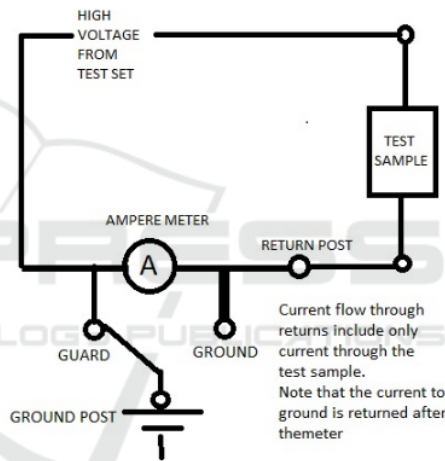 HIGH
VOLTAGE
FROM
TEST SET
TEST
SAMPLE
AMPERE METER
A
RETURN POST
GUARD
GROUND
GROUND POST
Current flow through
returns include only
current through the
test sample.
Note that the current to
ground is returned after
themeter